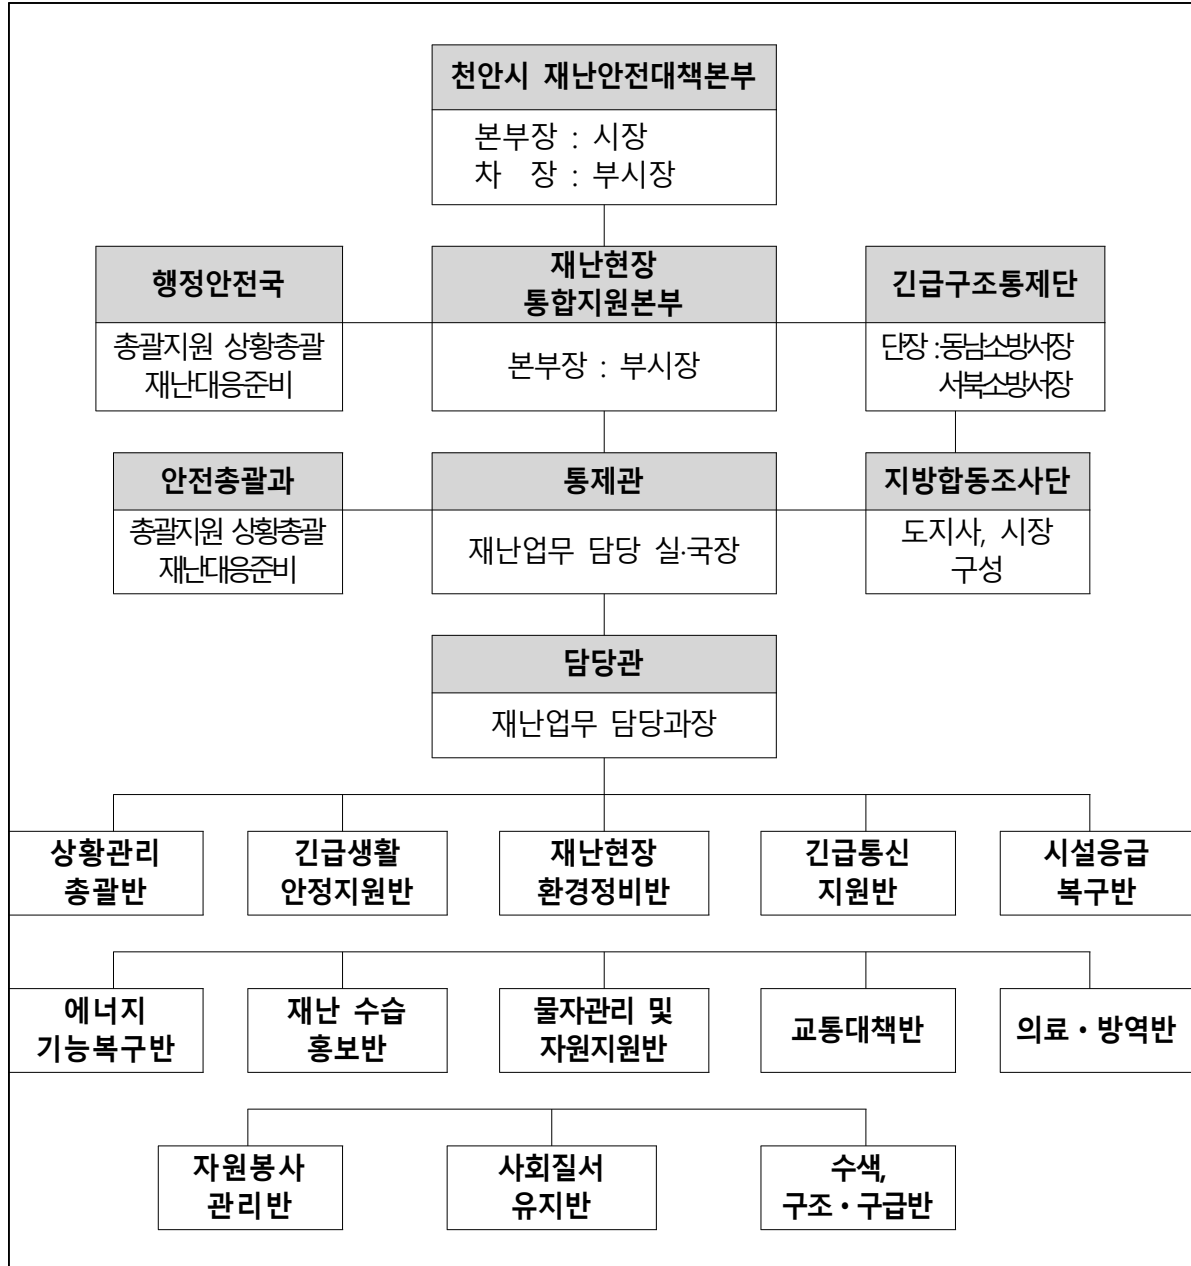 천안시 재난안전대책본부
본부장 : 시장
차 장 : 부시장
행정안전국
총괄지원 상황총괄
재난대응준비
재난현장
통합지원본부
본부장 : 부시장
긴급구조통제단
단장 :동남소방서장
서북소방서장
안전총괄과
총괄지원 상황총괄
재난대응준비
통제관
재난업무 담당 실·국장
지방합동조사단
도지사, 시장
구성
담당관
재난업무 담당과장
상황관리
총괄반
긴급생활
안정지원반
재난현장
환경정비반
긴급통신
지원반
시설응급
복구반
에너지
기능복구반
재난 수습
홍보반
물자관리 및
자원지원반
교통대책반
의료·방역반
자원봉사
관리반
사회질서
유지반
수색,
구조·구급반